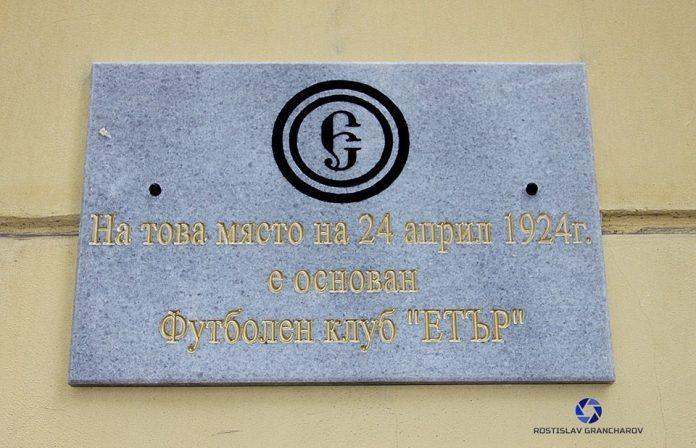 На това място на 24 април 1924г.
е основан
Футболен клуб "ЕТЪР"
ROSTISLAV GRANCHAROV